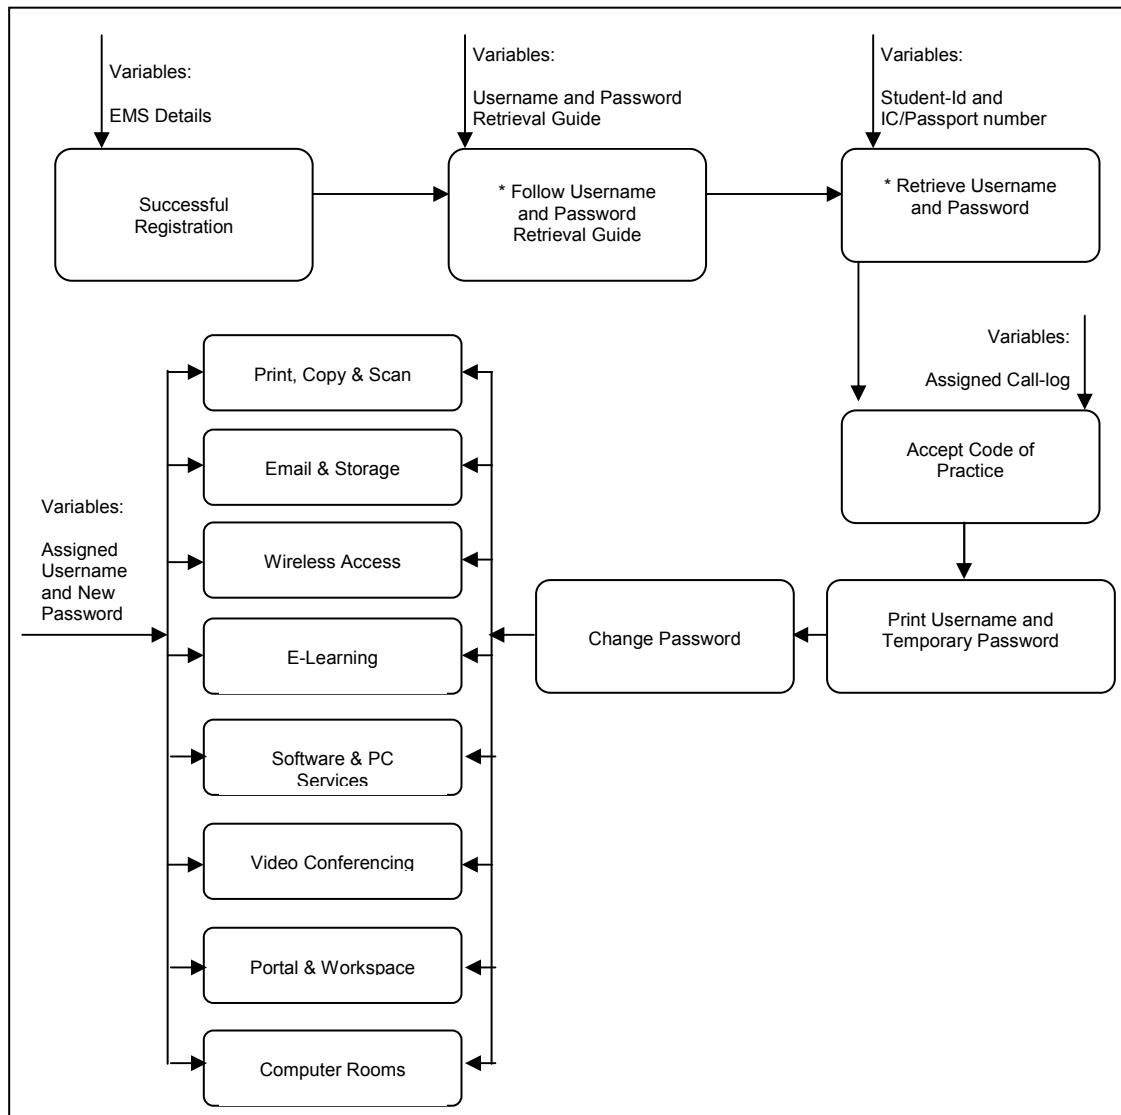 Variables:
EMS Details
Variables:
Username and Password
Retrieval Guide
Variables:
Student-Id and
IC/Passport number
Successful
Registration
* Follow Username
and Password
Retrieval Guide
* Retrieve Username
and Password
Variables:
Assigned Call-log
Accept Code of
Practice
Print Username and
Temporary Password
Change Password
Print, Copy & Scan
Email & Storage
Wireless Access
E-Learning
Software & PC
Services
Video Conferencing
Portal & Workspace
Computer Rooms
Variables:
Assigned
Username
and New
Password